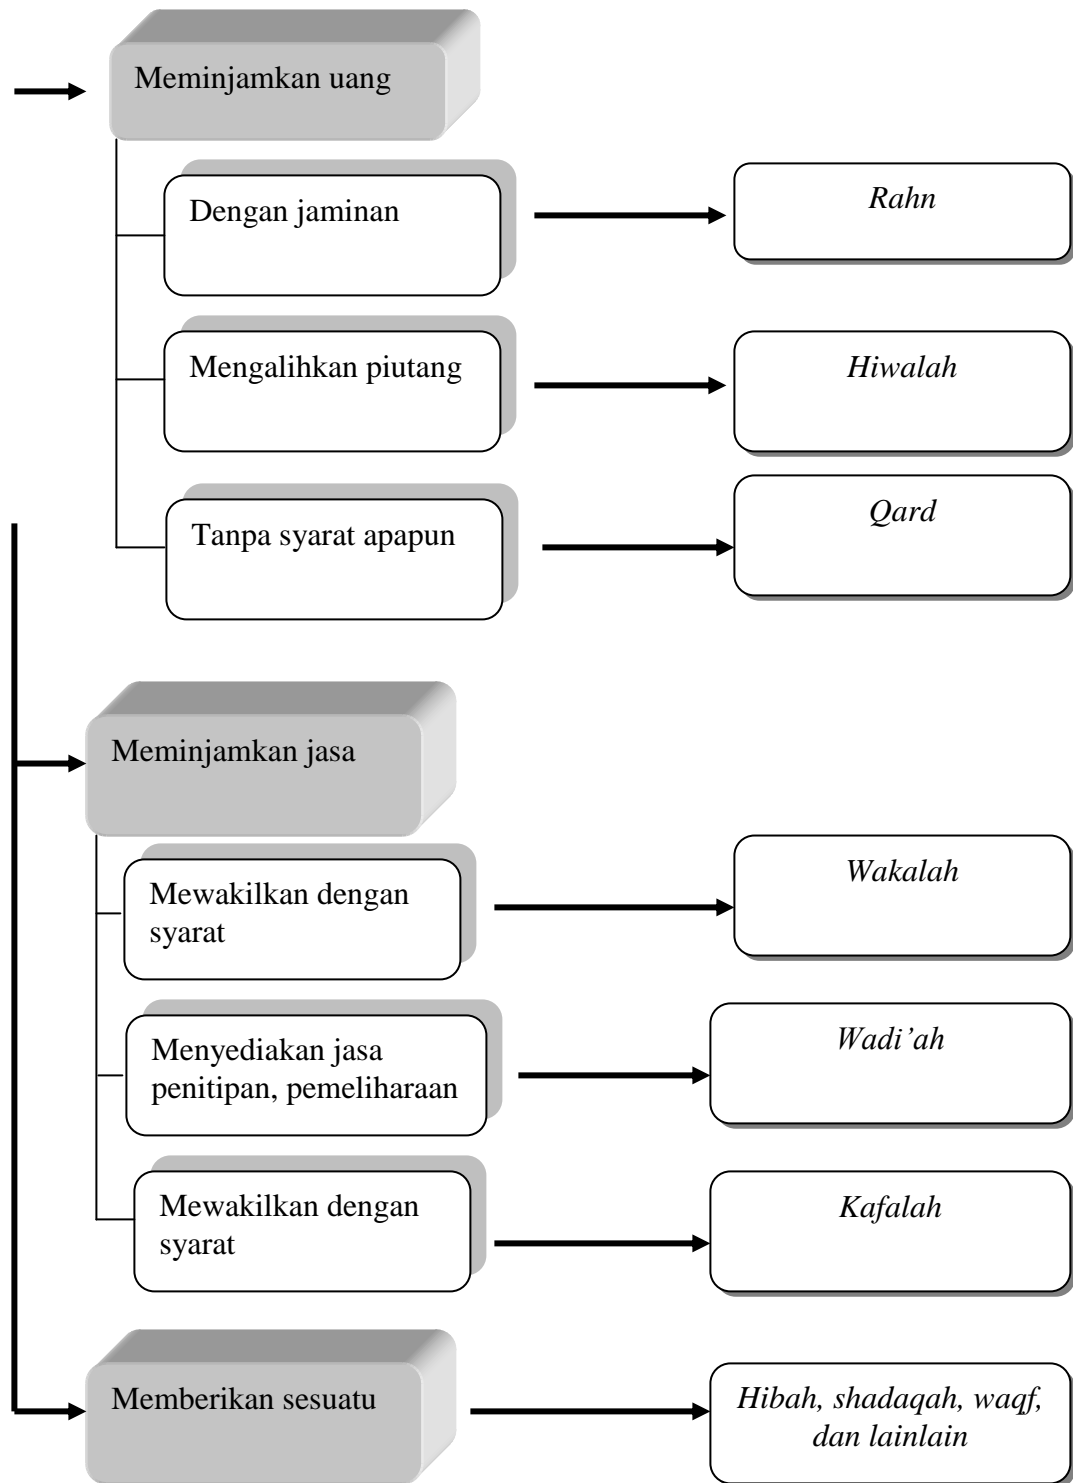 Meminjamkan uang
Dengan jaminan
Rahn
Mengalihkan piutang
Hiwalah
Tanpa syarat apapun
Qard
Meminjamkan jasa
Mewakilkan dengan
syarat
Wakalah
Menyediakan jasa
penitipan, pemeliharaan
Wadi’ah
Mewakilkan dengan
syarat
Kafalah
Memberikan sesuatu
Hibah, shadaqah, waqf,
dan lainlain